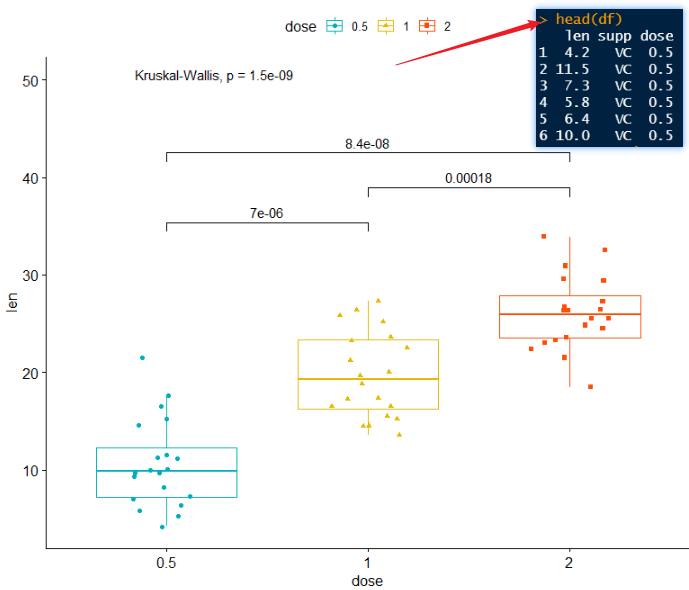 dose 0.5 1 2
> head(df)
len supp dose
1 4.2 VC 0.5
2 11.5 VC 0.5
3 7.3 VC 0.5
4 5.8 VC 0.5
5 6.4 VC 0.5
6 10.0 VC 0.5
Kruskal-Wallis, p = 1.5e-09
8.4e-08
0.00018
7e-06
50
40
30
20
10
len
0.5 1 2
dose